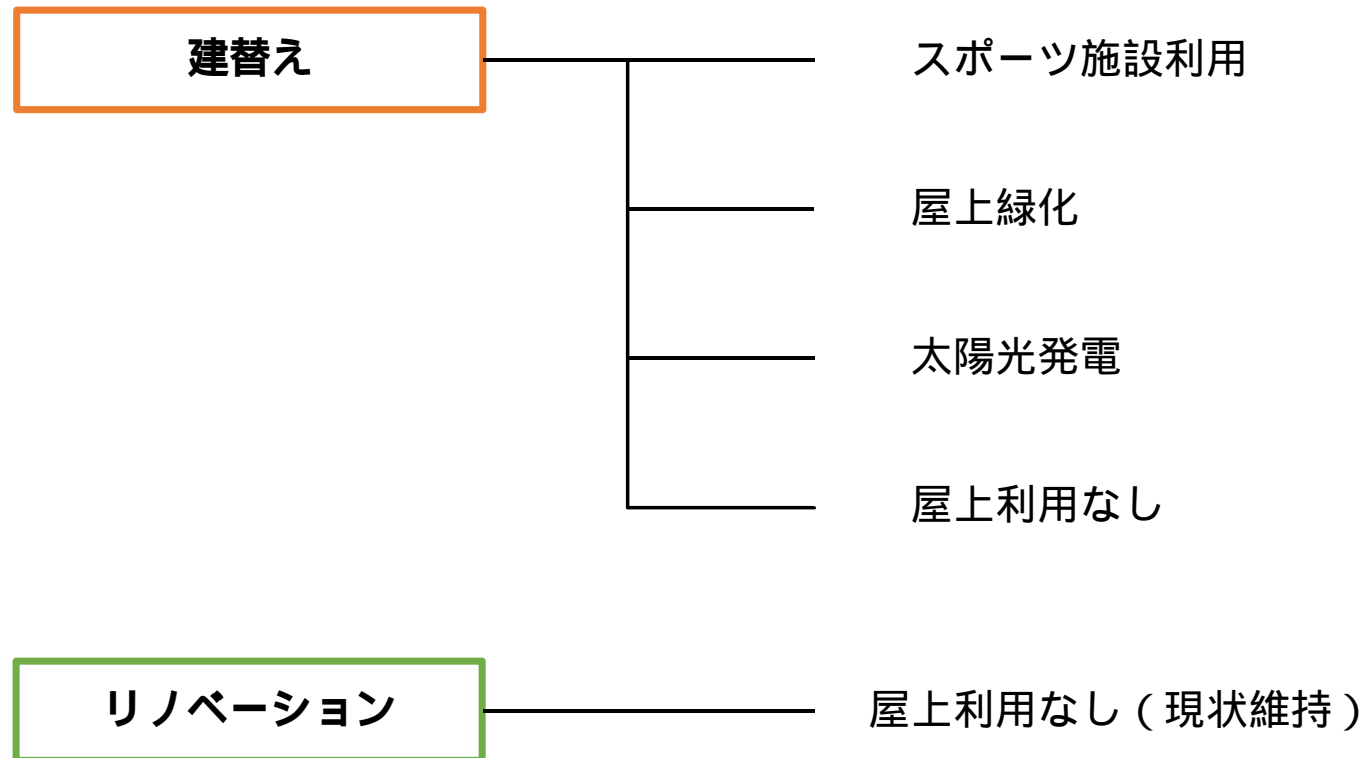 建替え
スポーツ施設利用
屋上緑化
太陽光発電
屋上利用なし
リノベーション
屋上利用なし（現状維持）